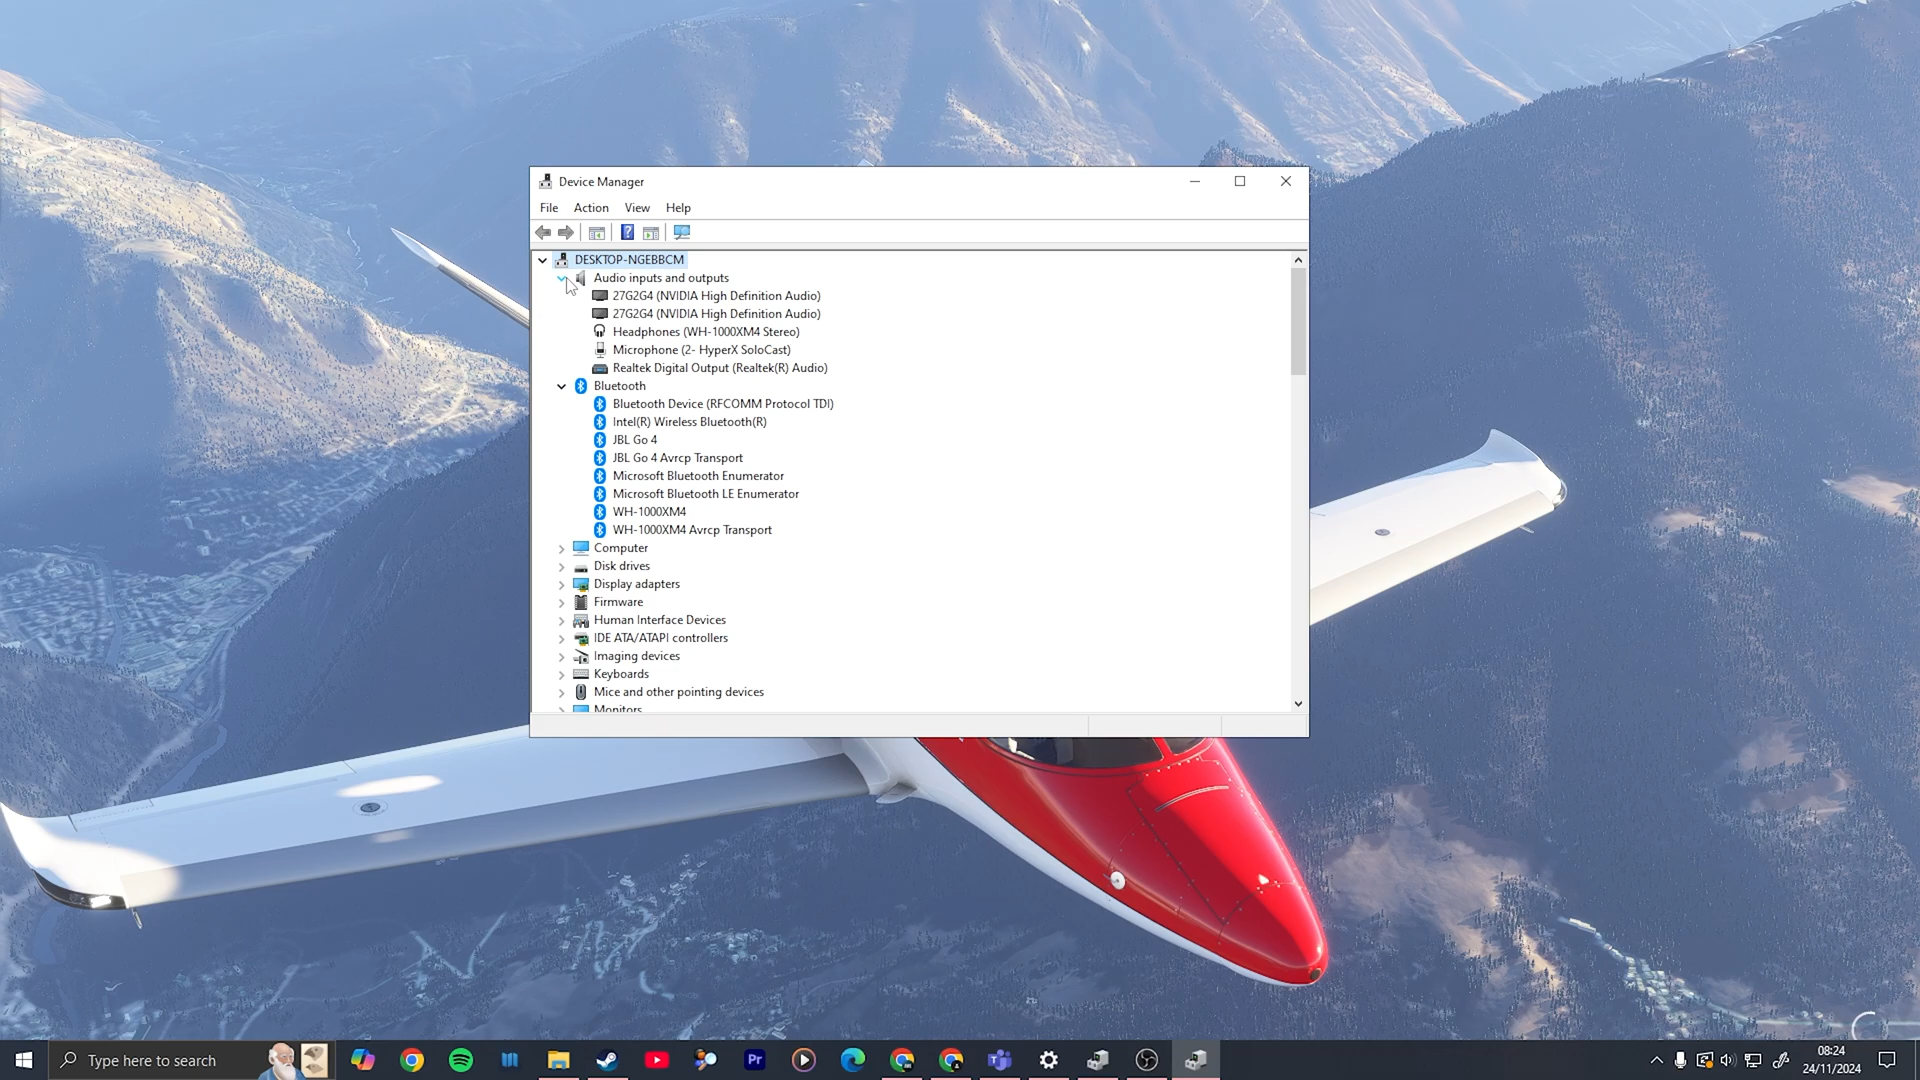 Device Manager
File Action View Help
DESKTOP-NGEBBCM
Audio inputs and outputs
27G2G4 (NVIDIA High Definition Audio)
27G2G4 (NVIDIA High Definition Audio)
Headphones (WH-1000XM4 Stereo)
Microphone (2- HyperX SoloCast)
Realtek Digital Output (Realtek(R) Audio)
Bluetooth
Bluetooth Device (RFCOMM Protocol TDI)
Intel(R) Wireless Bluetooth(R)
JBL Go 4
JBL Go 4 Avrcp Transport
Microsoft Bluetooth Enumerator
Microsoft Bluetooth LE Enumerator
WH-1000XM4
WH-1000XM4 Avrcp Transport
Computer
Disk drives
Display adapters
Firmware
Human Interface Devices
IDE ATA/ATAPI controllers
Imaging devices
Keyboards
Mice and other pointing devices
Monitors
Type here to search
Pr
08:24
24/11/2024